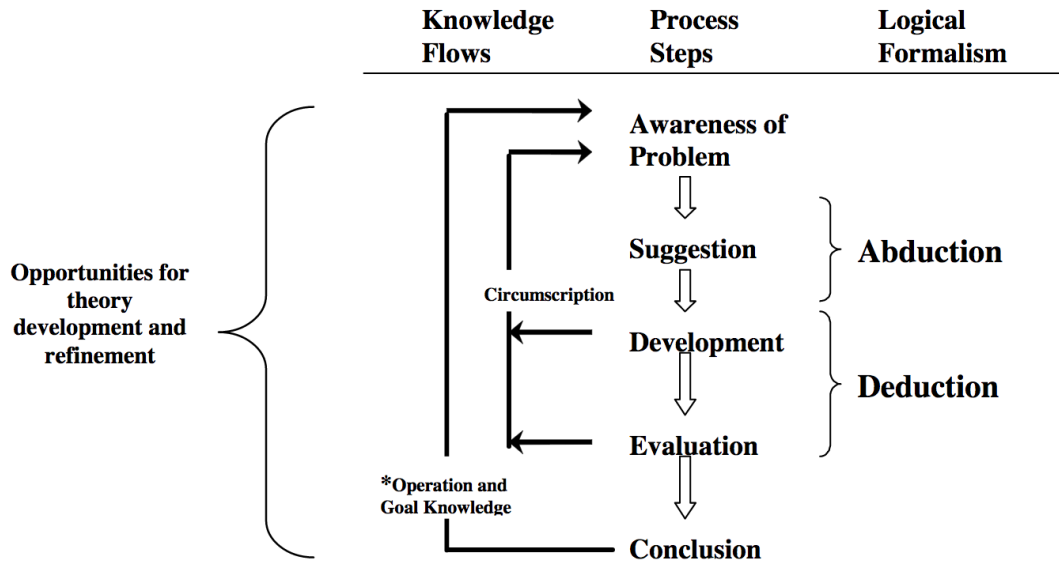 Knowledge
Flows
Process
Steps
Logical
Formalism
Opportunities for
theory
development and
refinement
Circumscription
*Operation and
Goal Knowledge
Awareness of
Problem
Suggestion
Development
Evaluation
Conclusion
Abduction
Deduction